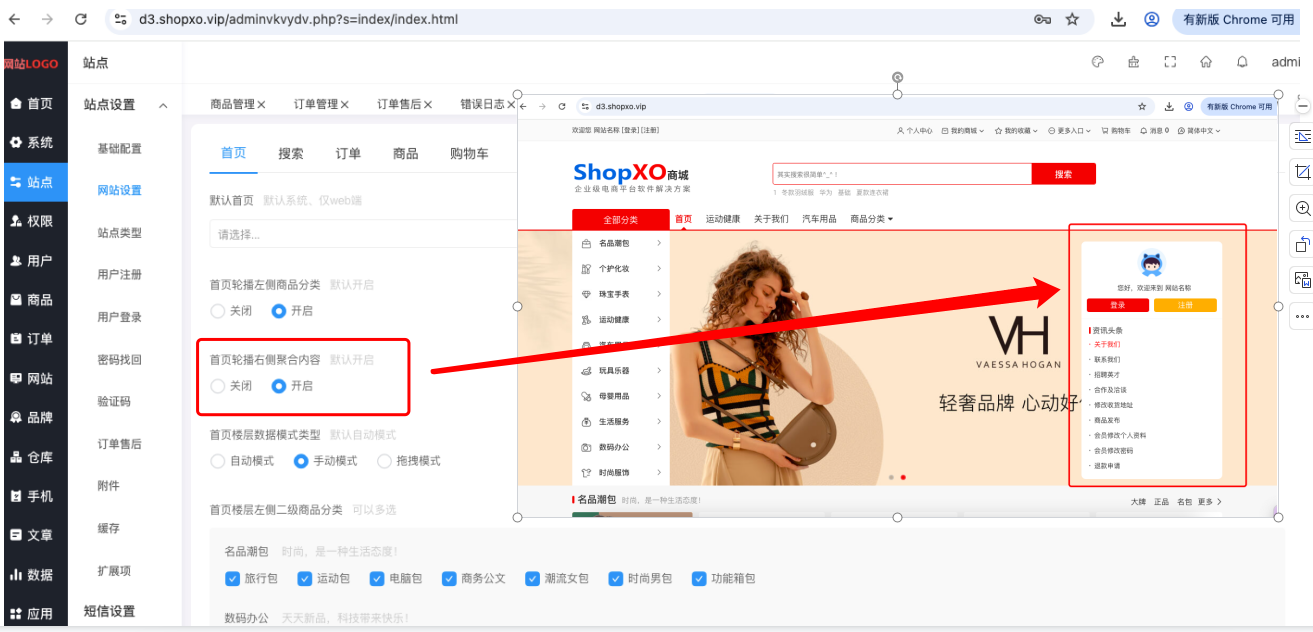 d3.shopxo.vip/adminvkvydv.php?s=index/index.html
有新版 Chrome 可用
网站LOGO
站点
admi
首页
系统
站点
权限
用户
商品
订单
网站
品牌
仓库
手机
文章
数据
应用
站点设置
基础配置
网站设置
站点类型
用户注册
用户登录
密码找回
验证码
订单售后
附件
缓存
扩展项
短信设置
商品管理 订单管理 订单售后 错误日志
首页 搜索 订单 商品 购物车
默认首页 默认系统、仅web端
请选择...
首页轮播左侧商品分类 默认开启
关闭 开启
首页轮播右侧聚合内容 默认开启
关闭 开启
首页楼层数据模式类型 默认自动模式
自动模式 手动模式 拖拽模式
首页楼层左侧二级商品分类 可以多选
名品潮包 时尚，是一种生活态度！
旅行包 运动包 电脑包 商务公文 潮流女包 时尚男包 功能箱包
数码办公 天天新品，科技带来快乐！
d3.shopxo.vip
有新版 Chrome 可用
欢迎您 网站名称 [登录] [注册]
个人中心 我的商城 我的收藏 更多入口 购物车 消息 0 简体中文
ShopXO商城
企业级电商平台软件解决方案
其实搜索很简单^_^！
搜索
1 冬款羽绒服 华为 基础 夏款连衣裙
全部分类 首页 运动健康 关于我们 汽车用品 商品分类
名品潮包
个护化妆
珠宝手表
运动健康
玩具乐器
母婴用品
生活服务
数码办公
时尚服饰
VH
VAESSA HOGAN
轻奢品牌 心动好
您好，欢迎来到 网站名称
登录 注册
资讯头条
· 关于我们
· 联系我们
· 招聘英才
· 合作及洽谈
· 修改收货地址
· 商品发布
· 会员修改个人资料
· 会员修改密码
· 退款申请
名品潮包 时尚，是一种生活态度！
大牌 正品 名包 更多